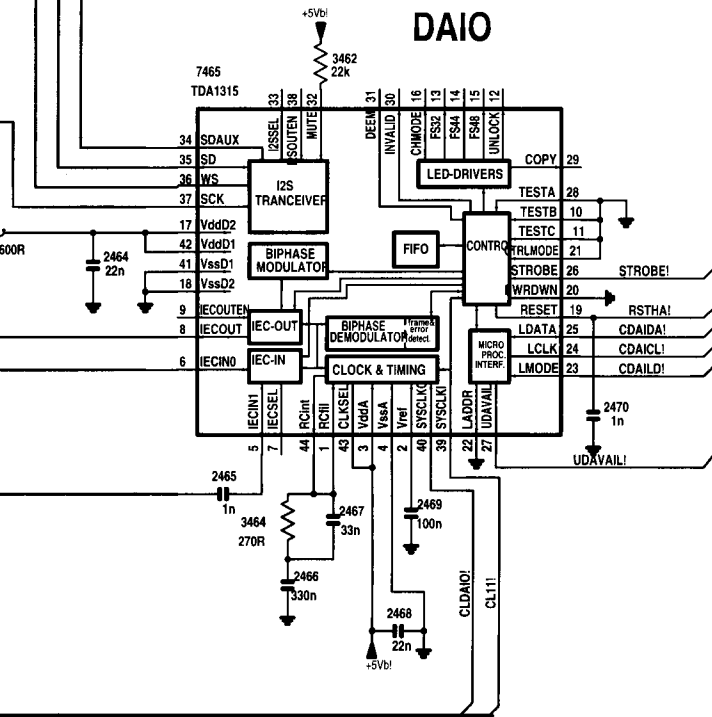 DAIO
+5Vb!
3462
22k
7465
TDA1315
33 38 32
31 30 16 13 14 15 12
I2SSEL
I2SOUTEN
MUTE
DEEM
INVALID
CHMODE
FS32
FS44
FS48
UNLOCK
34 SDAUX
35 SD
36 WS
37 SCK
I2S
TRANCEIVER
LED-DRIVERS
COPY 29
TESTA 28
TESTB 10
TESTC 11
CTRLMODE 21
17 VddD2
42 VddD1
41 VssD1
18 VssD2
600R
2464
22n
FIFO
CONTROL
BIPHASE
MODULATOR
STROBE 26 STROBE!
PWRDWN 20
RESET 19 RSTHA!
LDATA 25 CDAIDA!
LCLK 24 CDAICL!
LMODE 23 CDAILD!
9 IECOUTEN
8 IECOUT
6 IECIN0
IEC-OUT
IEC-IN
BIPHASE
DEMODULATOR
frame&
error
detect.
CLOCK & TIMING
MICRO
PROC.
INTERF.
IECIN1
IECSEL
RCint
RCfil
CLKSEL
VddA
VssA
Vref
SYSCLKO
SYSCLKI
LADDR
UDAVAIL
5 7 44 1 43 3 4 2 40 39 22 27
2470
1n
UDAVAIL!
2465
1n
3464
270R
2467
33n
2469
100n
2466
330n
2468
22n
+5Vb!
CLDAIO!
CL11!